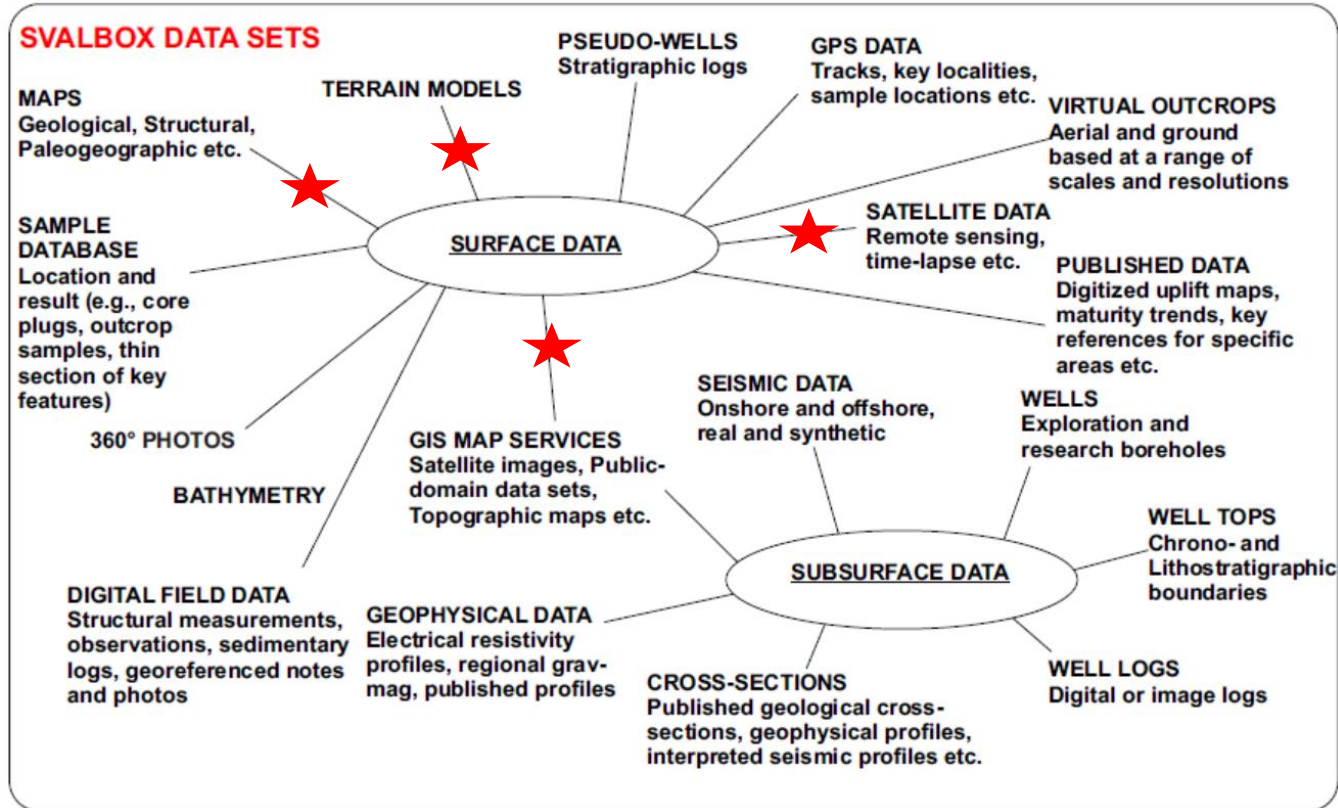 SVALBOX DATA SETS
MAPS
Geological, Structural,
Paleogeographic etc.
TERRAIN MODELS
PSEUDO-WELLS
Stratigraphic logs
GPS DATA
Tracks, key localities,
sample locations etc.
VIRTUAL OUTCROPS
Aerial and ground
based at a range of
scales and resolutions
SAMPLE
DATABASE
Location and
result (e.g., core
plugs, outcrop
samples, thin
section of key
features)
SURFACE DATA
SATELLITE DATA
Remote sensing,
time-lapse etc.
PUBLISHED DATA
Digitized uplift maps,
maturity trends, key
references for specific
areas etc.
360° PHOTOS
BATHYMETRY
GIS MAP SERVICES
Satellite images, Public-
domain data sets,
Topographic maps etc.
SEISMIC DATA
Onshore and offshore,
real and synthetic
WELLS
Exploration and
research boreholes
WELL TOPS
Chrono- and
Lithostratigraphic
boundaries
SUBSURFACE DATA
DIGITAL FIELD DATA
Structural measurements,
observations, sedimentary
logs, georeferenced notes
and photos
GEOPHYSICAL DATA
Electrical resistivity
profiles, regional grav-
mag, published profiles
CROSS-SECTIONS
Published geological cross-
sections, geophysical profiles,
interpreted seismic profiles etc.
WELL LOGS
Digital or image logs